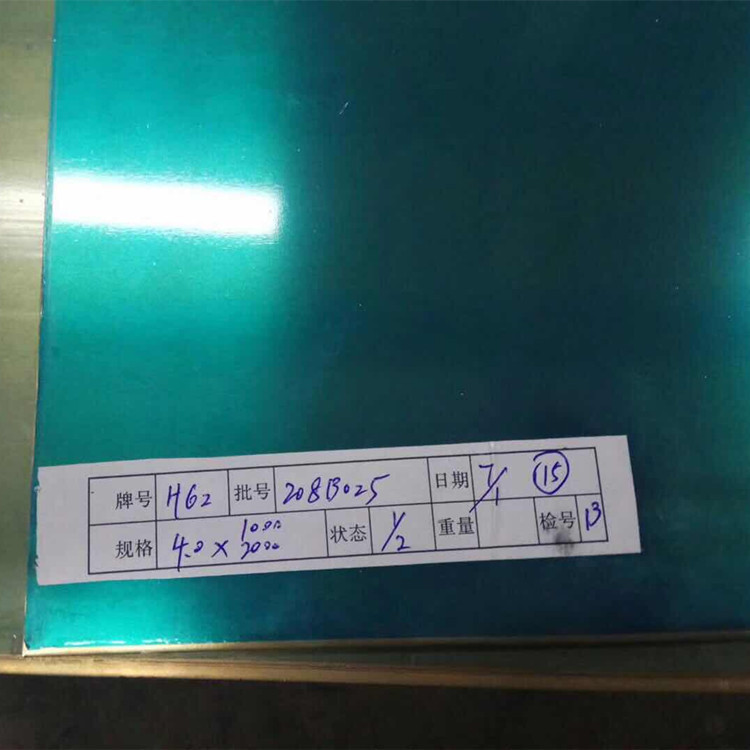 牌号 H62 批号 208B025 日期 7/1 ⑮
规格 4.0 × 1000 2000 状态 1/2 重量 检号 13